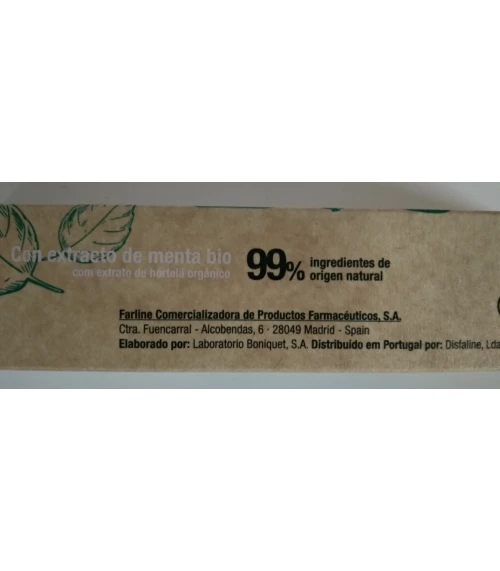 Con extracto de menta bio
com extrato de hortelã orgânico
99% ingredientes de
origen natural
Farline Comercializadora de Productos Farmacéuticos, S.A.
Ctra. Fuencarral - Alcobendas, 6 · 28049 Madrid - Spain
Elaborado por: Laboratorio Boniquet, S.A. Distribuido em Portugal por: Disfaline, Lda